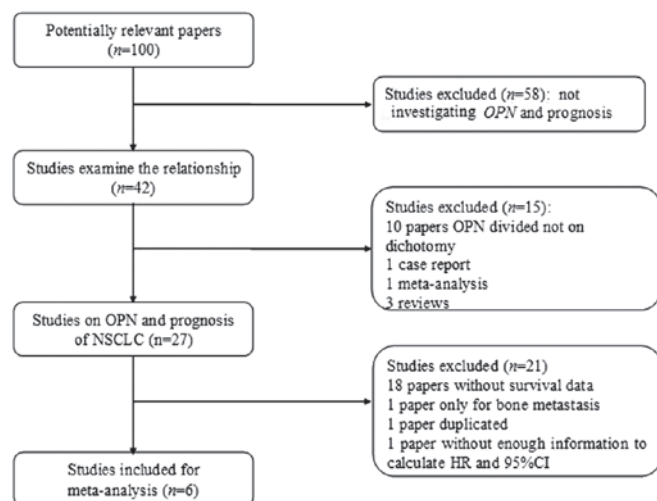 Potentially relevant papers
(n=100)
Studies excluded (n=58): not
investigating OPN and prognosis
Studies examine the relationship
(n=42)
Studies excluded (n=15):
10 papers OPN divided not on
dichotomy
1 case report
1 meta-analysis
3 reviews
Studies on OPN and prognosis
of NSCLC (n=27)
Studies excluded (n=21)
18 papers without survival data
1 paper only for bone metastasis
1 paper duplicated
1 paper without enough information to
calculate HR and 95%CI
Studies included for
meta-analysis (n=6)